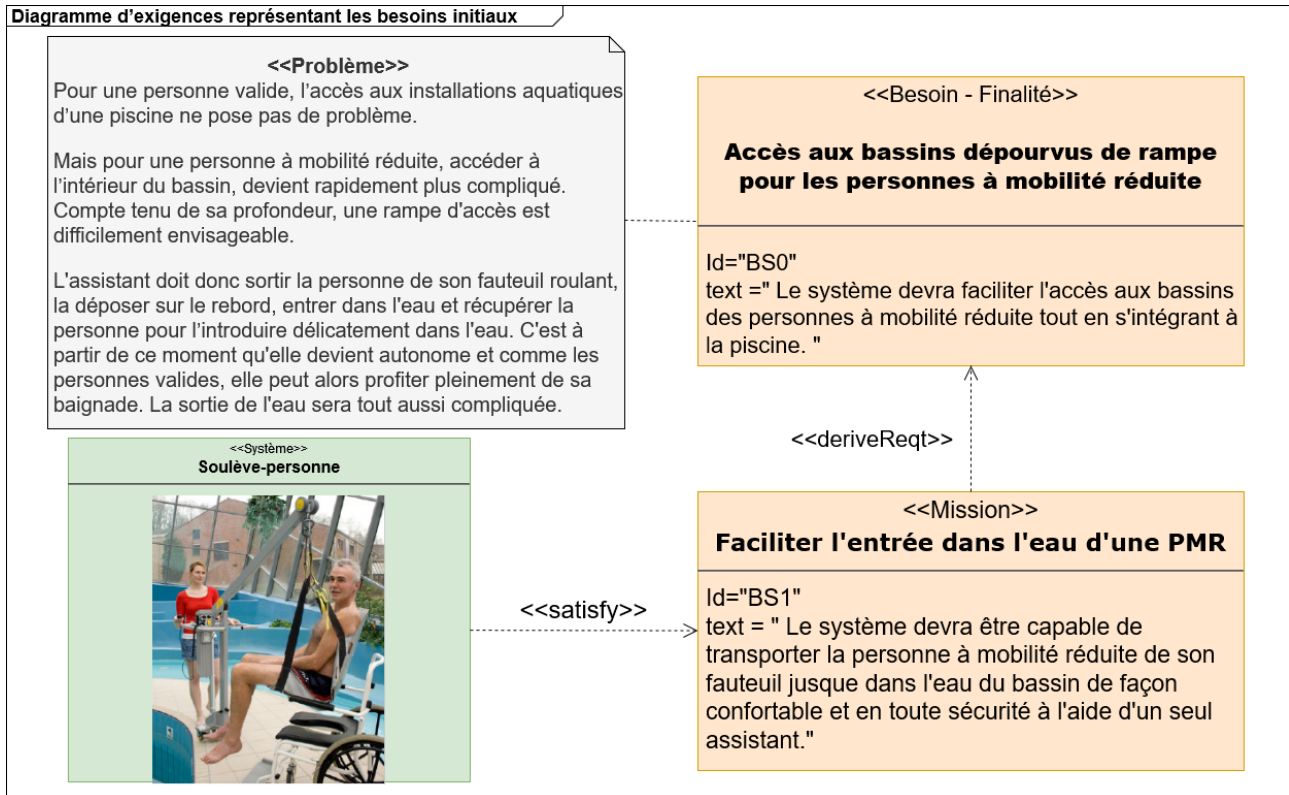 Diagramme d’exigences représentant les besoins initiaux
<<Problème>>
Pour une personne valide, l’accès aux installations aquatiques
d’une piscine ne pose pas de problème.
Mais pour une personne à mobilité réduite, accéder à
l’intérieur du bassin, devient rapidement plus compliqué.
Compte tenu de sa profondeur, une rampe d'accès est
difficilement envisageable.
L'assistant doit donc sortir la personne de son fauteuil roulant,
la déposer sur le rebord, entrer dans l'eau et récupérer la
personne pour l’introduire délicatement dans l'eau. C'est à
partir de ce moment qu'elle devient autonome et comme les
personnes valides, elle peut alors profiter pleinement de sa
baignade. La sortie de l'eau sera tout aussi compliquée.
<<Besoin - Finalité>>
Accès aux bassins dépourvus de rampe
pour les personnes à mobilité réduite
Id="BS0"
text =" Le système devra faciliter l'accès aux bassins
des personnes à mobilité réduite tout en s'intégrant à
la piscine. "
<<deriveReqt>>
<<Système>>
Soulève-personne
<<satisfy>>
<<Mission>>
Faciliter l'entrée dans l'eau d'une PMR
Id="BS1"
text = " Le système devra être capable de
transporter la personne à mobilité réduite de son
fauteuil jusque dans l'eau du bassin de façon
confortable et en toute sécurité à l'aide d'un seul
assistant."